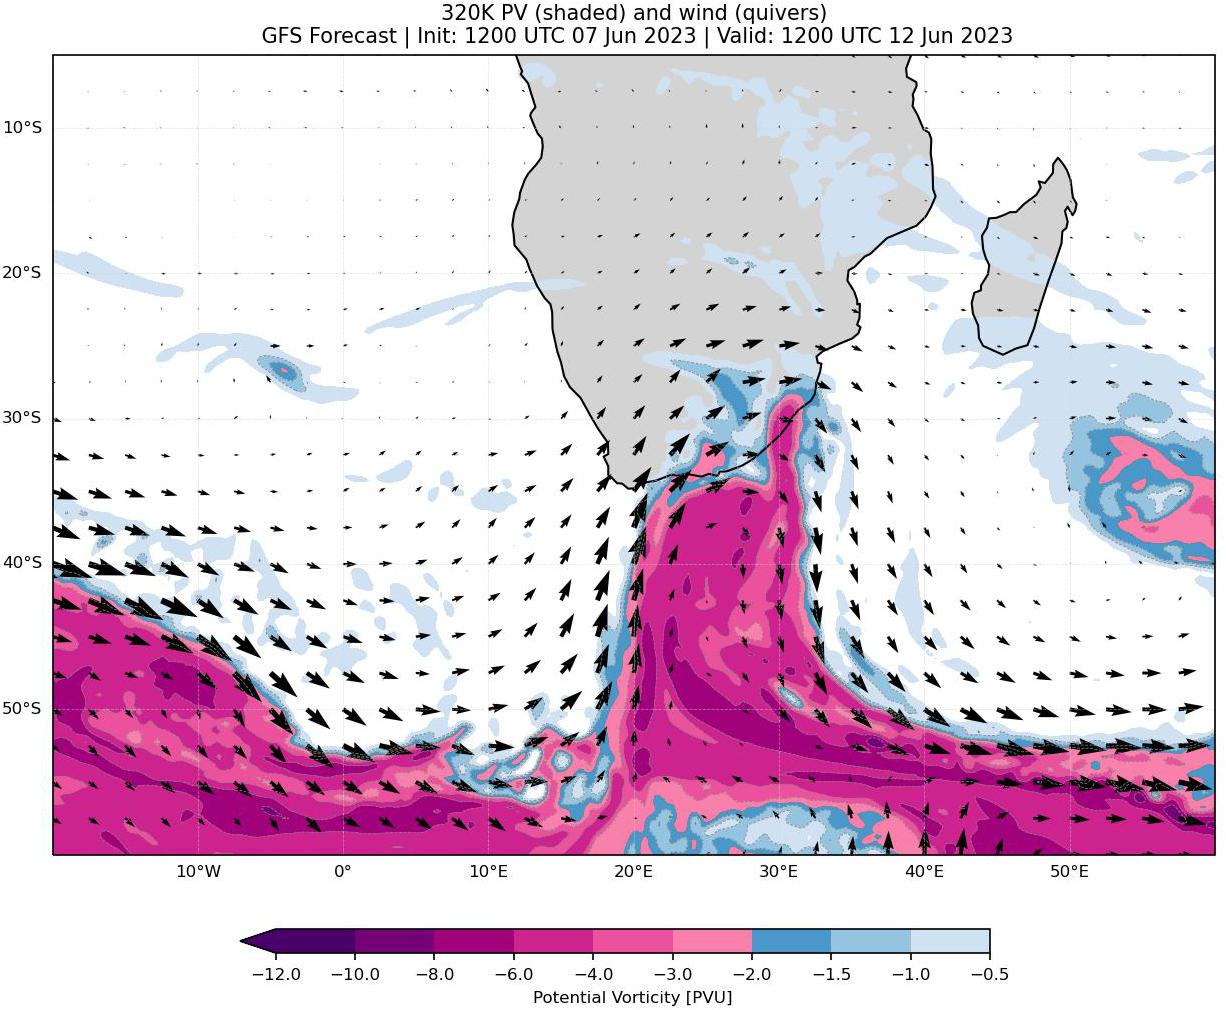 320K PV (shaded) and wind (quivers)
GFS Forecast | Init: 1200 UTC 07 Jun 2023 | Valid: 1200 UTC 12 Jun 2023
10°S
20°S
30°S
40°S
50°S
10°W 0° 10°E 20°E 30°E 40°E 50°E
−12.0 −10.0 −8.0 −6.0 −4.0 −3.0 −2.0 −1.5 −1.0 −0.5
Potential Vorticity [PVU]